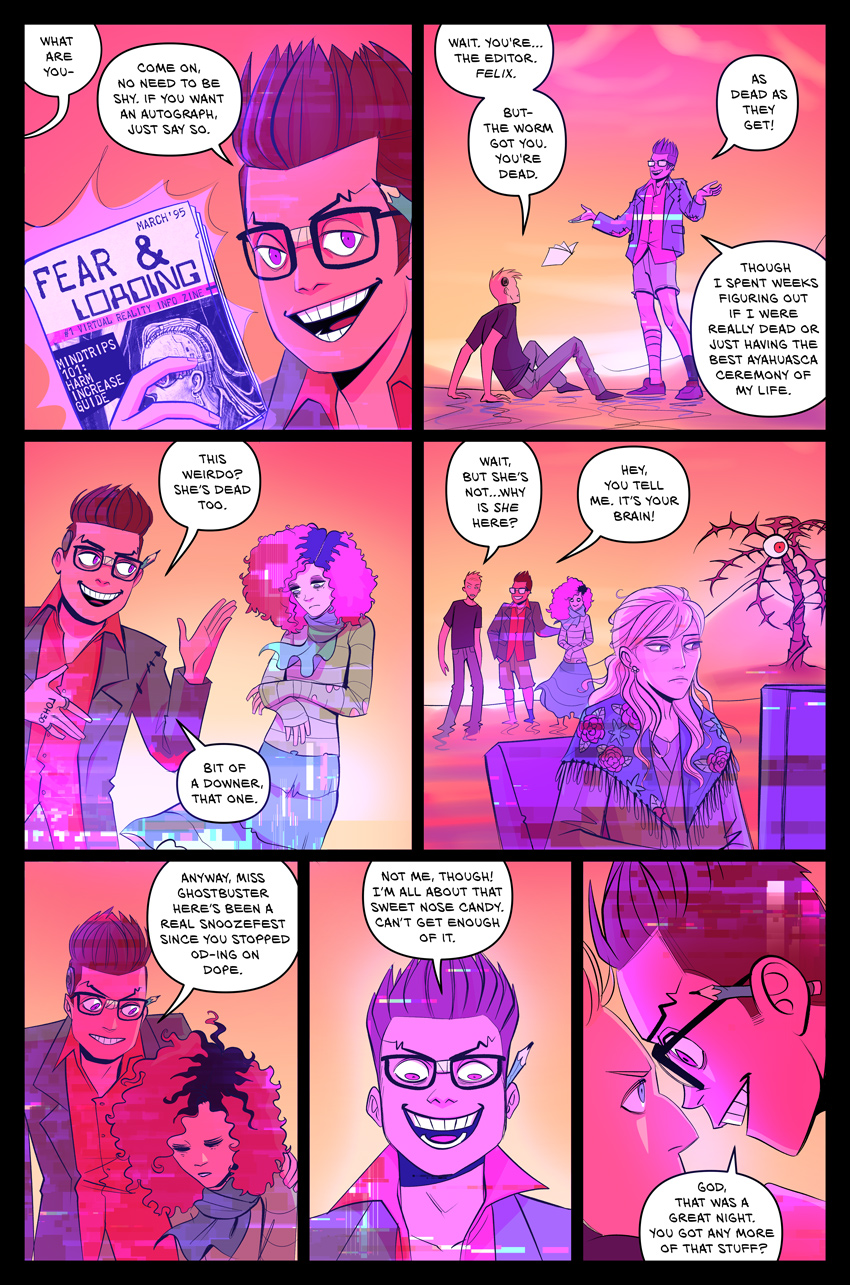 WHAT
ARE
YOU-
COME ON,
NO NEED TO BE
SHY. IF YOU WANT
AN AUTOGRAPH,
JUST SAY SO.
MARCH '95
FEAR &
LOADING
#1 VIRTUAL REALITY INFO ZINE
MINDTRIPS
101:
HARM
INCREASE
GUIDE
WAIT. YOU'RE...
THE EDITOR.
FELIX.
BUT-
THE WORM
GOT YOU.
YOU'RE
DEAD.
AS
DEAD AS
THEY
GET!
THOUGH
I SPENT WEEKS
FIGURING OUT
IF I WERE
REALLY DEAD OR
JUST HAVING THE
BEST AYAHUASCA
CEREMONY OF
MY LIFE.
THIS
WEIRDO?
SHE'S DEAD
TOO.
BIT OF
A DOWNER,
THAT ONE.
WAIT,
BUT SHE'S
NOT...WHY
IS SHE
HERE?
HEY,
YOU TELL
ME. IT'S YOUR
BRAIN!
ANYWAY, MISS
GHOSTBUSTER
HERE'S BEEN A
REAL SNOOZEFEST
SINCE YOU STOPPED
OD-ING ON
DOPE.
NOT ME, THOUGH!
I'M ALL ABOUT THAT
SWEET NOSE CANDY.
CAN'T GET ENOUGH
OF IT.
GOD,
THAT WAS A
GREAT NIGHT.
YOU GOT ANY MORE
OF THAT STUFF?